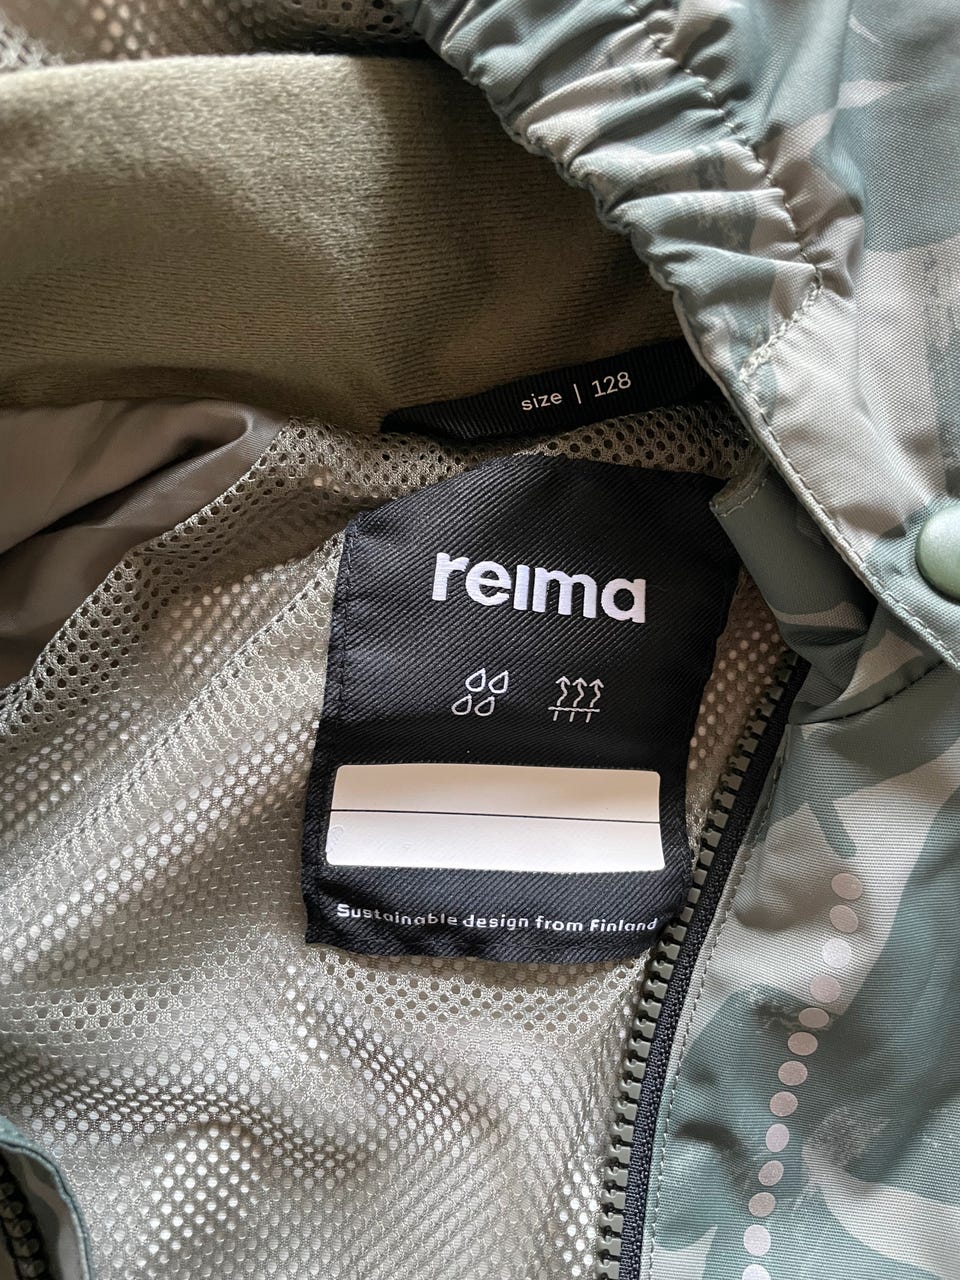 size | 128
reima
Sustainable design from Finland